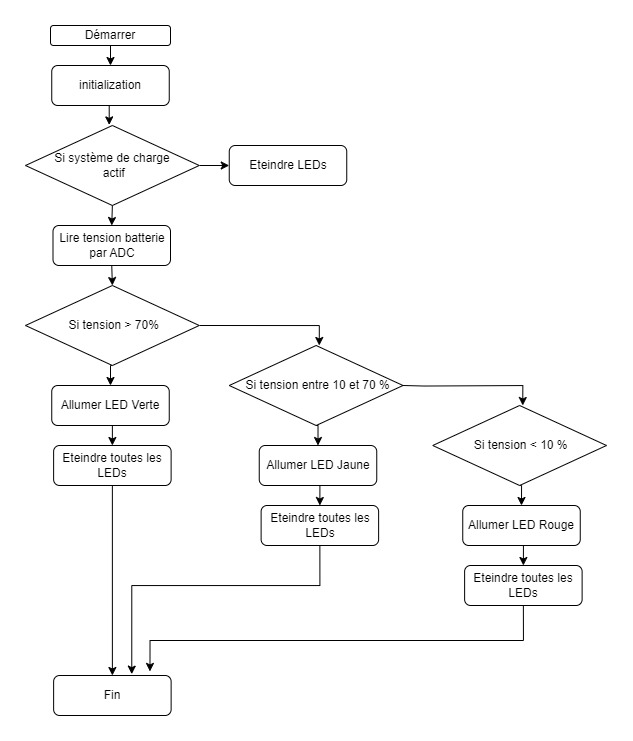 Démarrer
initialization
Si système de charge
actif
Eteindre LEDs
Lire tension batterie
par ADC
Si tension > 70%
Si tension entre 10 et 70 %
Allumer LED Verte
Si tension < 10 %
Eteindre toutes les
LEDs
Allumer LED Jaune
Eteindre toutes les
LEDs
Allumer LED Rouge
Eteindre toutes les
LEDs
Fin